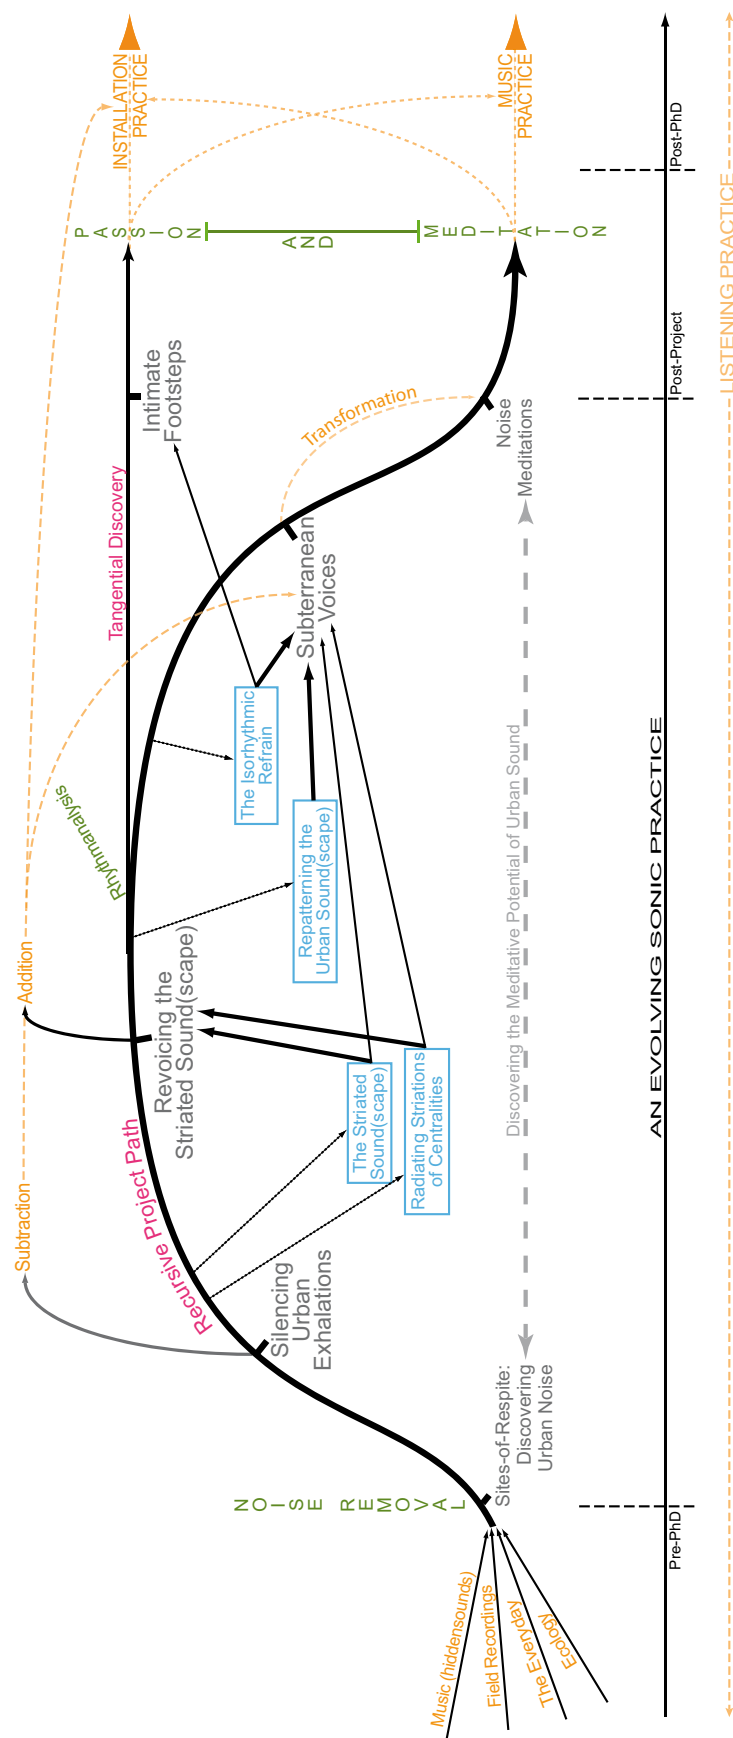 Music (hiddensounds)
Field Recordings
The Everyday
Ecology
NOISE REMOVAL
Sites-of-Respite:
Discovering
Urban Noise
Silencing
Urban
Exhalations
Recursive Project Path
Subtraction
Addition
Revoicing the
Striated Sound(scape)
The Striated
Sound(scape)
Radiating Striations
of Centralities
Rhythmanalysis
Repatterning the
Urban Sound(scape)
The Isorhythmic
Refrain
Tangential Discovery
Subterranean
Voices
Intimate
Footsteps
Transformation
Noise
Meditations
Discovering the Meditative Potential of Urban Sound
PASSION
AND
MEDITATION
INSTALLATION
PRACTICE
MUSIC
PRACTICE
Pre-PhD
Post-Project
Post-PhD
AN EVOLVING SONIC PRACTICE
LISTENING PRACTICE